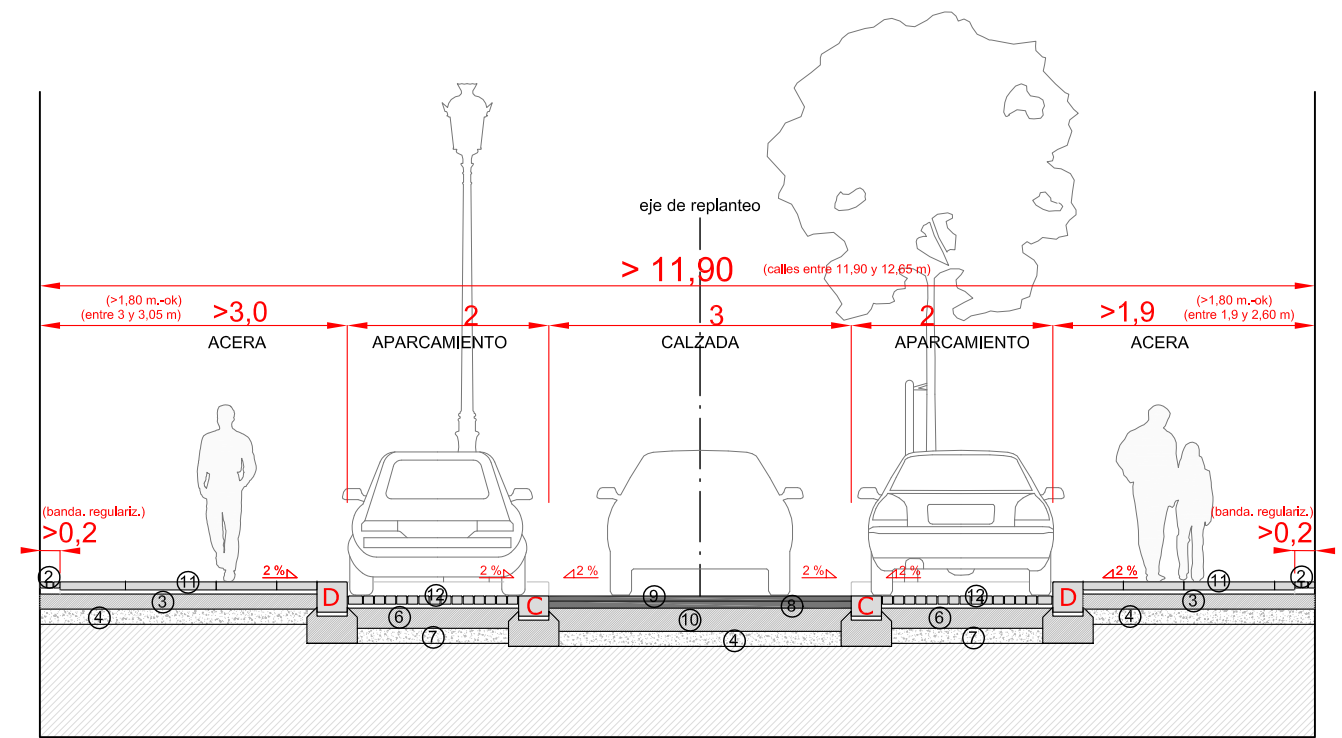 eje de replanteo
> 11,90
(calles entre 11,90 y 12,65 m)
(>1,80 m.-ok)
(entre 3 y 3,05 m)
>3,0
2
3
2
>1,9
(>1,80 m.-ok)
(entre 1,9 y 2,60 m)
ACERA
APARCAMIENTO
CALZADA
APARCAMIENTO
ACERA
(banda. regulariz.)
>0,2
(banda. regulariz.)
>0,2
2 %
2 %
2 %
2 %
2 %
2 %
2
11
3
4
D
12
6
7
C
9
8
10
4
C
12
6
7
D
11
2
3
4